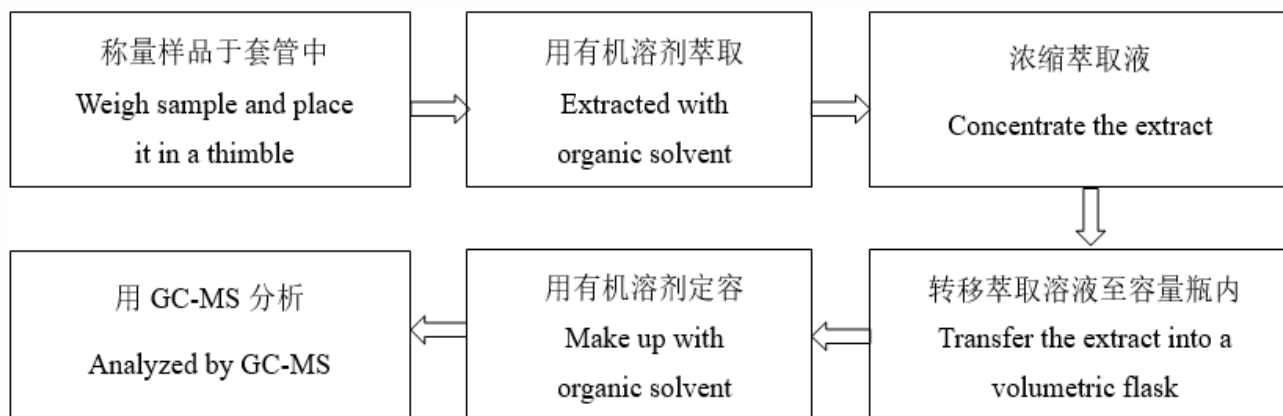 称量样品于套管中
Weigh sample and place
it in a thimble
用有机溶剂萃取
Extracted with
organic solvent
浓缩萃取液
Concentrate the extract
转移萃取溶液至容量瓶内
Transfer the extract into a
volumetric flask
用有机溶剂定容
Make up with
organic solvent
用 GC-MS 分析
Analyzed by GC-MS